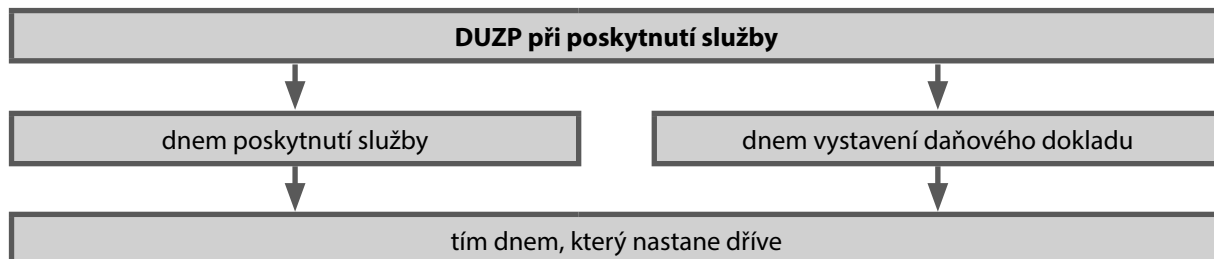 DUZP při poskytnutí služby
dnem poskytnutí služby
dnem vystavení daňového dokladu
tím dnem, který nastane dříve